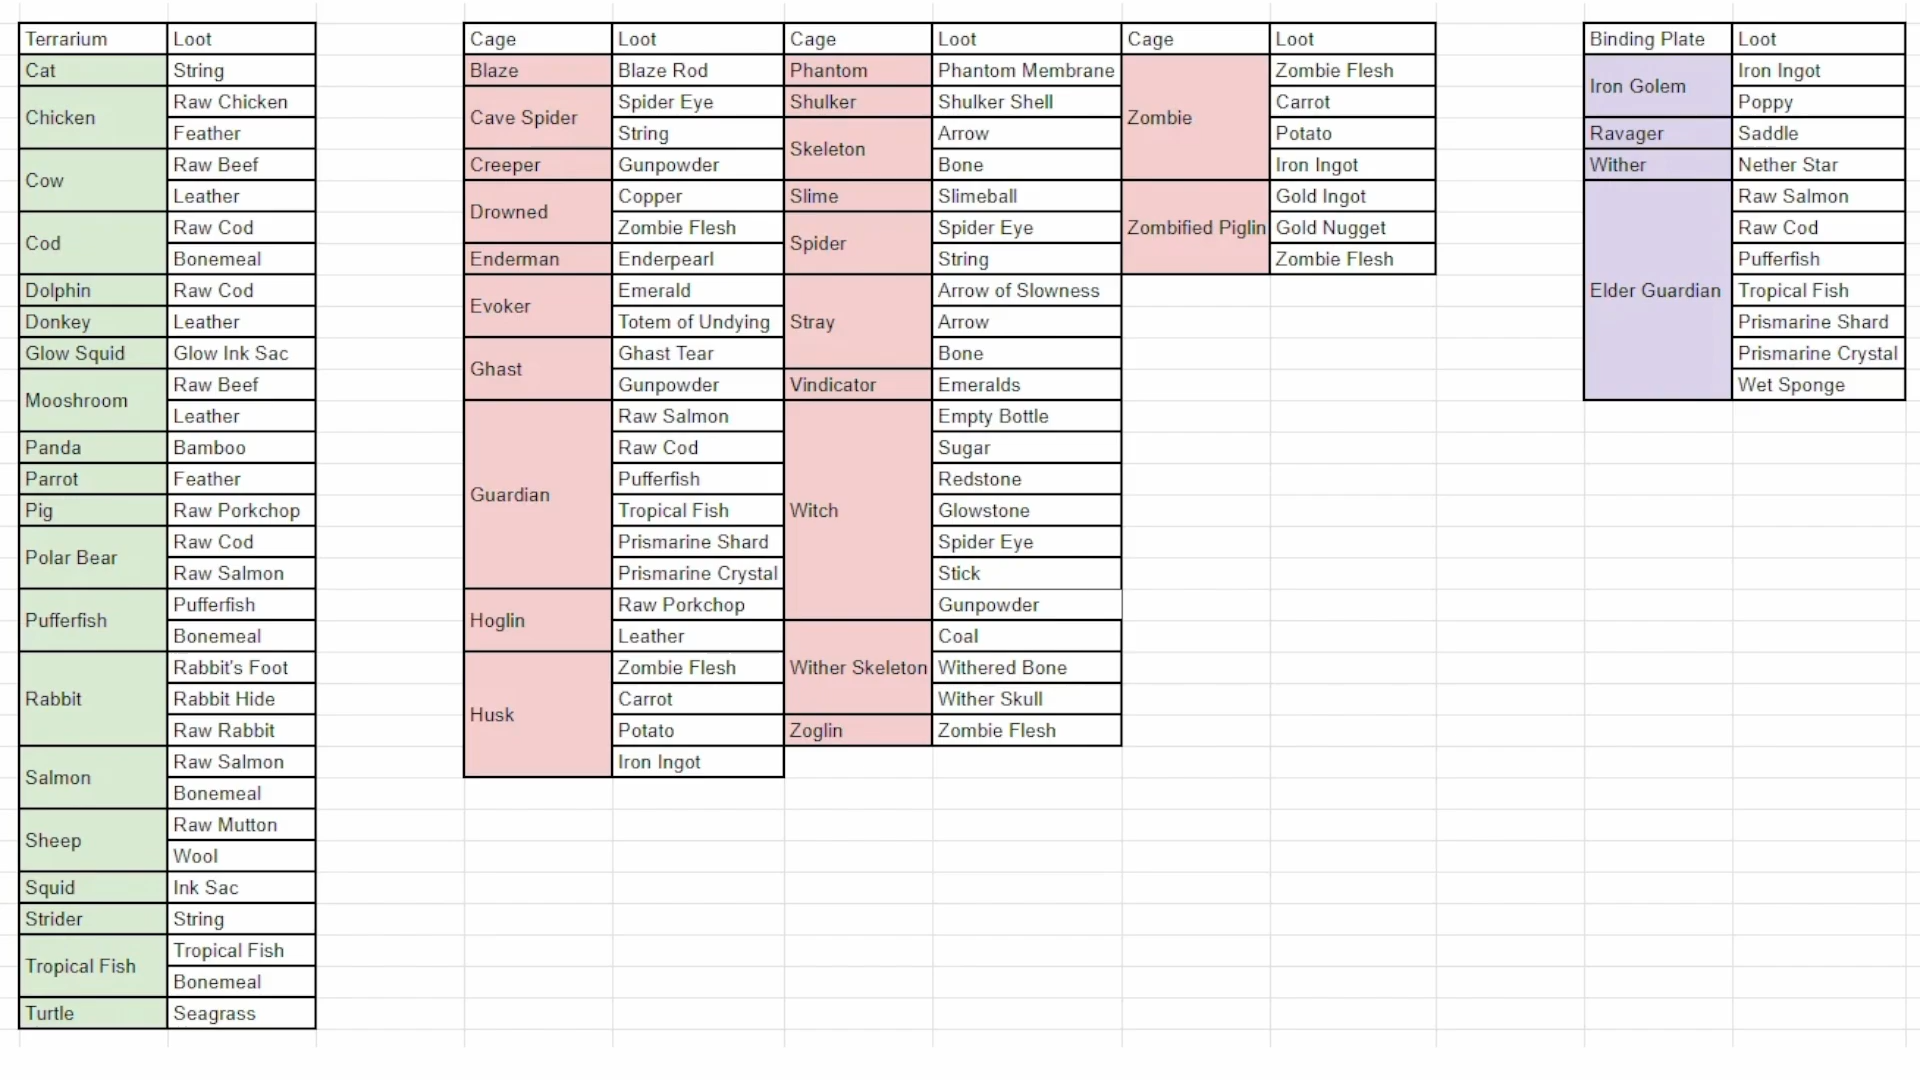 Terrarium Loot
Cat String
Chicken Raw Chicken
Feather
Cow Raw Beef
Leather
Cod Raw Cod
Bonemeal
Dolphin Raw Cod
Donkey Leather
Glow Squid Glow Ink Sac
Mooshroom Raw Beef
Leather
Panda Bamboo
Parrot Feather
Pig Raw Porkchop
Polar Bear Raw Cod
Raw Salmon
Pufferfish Pufferfish
Bonemeal
Rabbit Rabbit's Foot
Rabbit Hide
Raw Rabbit
Salmon Raw Salmon
Bonemeal
Sheep Raw Mutton
Wool
Squid Ink Sac
Strider String
Tropical Fish Tropical Fish
Bonemeal
Turtle Seagrass
Cage Loot
Blaze Blaze Rod
Cave Spider Spider Eye
String
Creeper Gunpowder
Drowned Copper
Zombie Flesh
Enderman Enderpearl
Evoker Emerald
Totem of Undying
Ghast Ghast Tear
Gunpowder
Guardian Raw Salmon
Raw Cod
Pufferfish
Tropical Fish
Prismarine Shard
Prismarine Crystal
Hoglin Raw Porkchop
Leather
Husk Zombie Flesh
Carrot
Potato
Iron Ingot
Cage Loot
Phantom Phantom Membrane
Shulker Shulker Shell
Skeleton Arrow
Bone
Slime Slimeball
Spider Spider Eye
String
Stray Arrow of Slowness
Arrow
Bone
Vindicator Emeralds
Witch Empty Bottle
Sugar
Redstone
Glowstone
Spider Eye
Stick
Gunpowder
Wither Skeleton Coal
Withered Bone
Wither Skull
Zoglin Zombie Flesh
Cage Loot
Zombie Zombie Flesh
Carrot
Potato
Iron Ingot
Zombified Piglin Gold Ingot
Gold Nugget
Zombie Flesh
Binding Plate Loot
Iron Golem Iron Ingot
Poppy
Ravager Saddle
Wither Nether Star
Elder Guardian Raw Salmon
Raw Cod
Pufferfish
Tropical Fish
Prismarine Shard
Prismarine Crystal
Wet Sponge